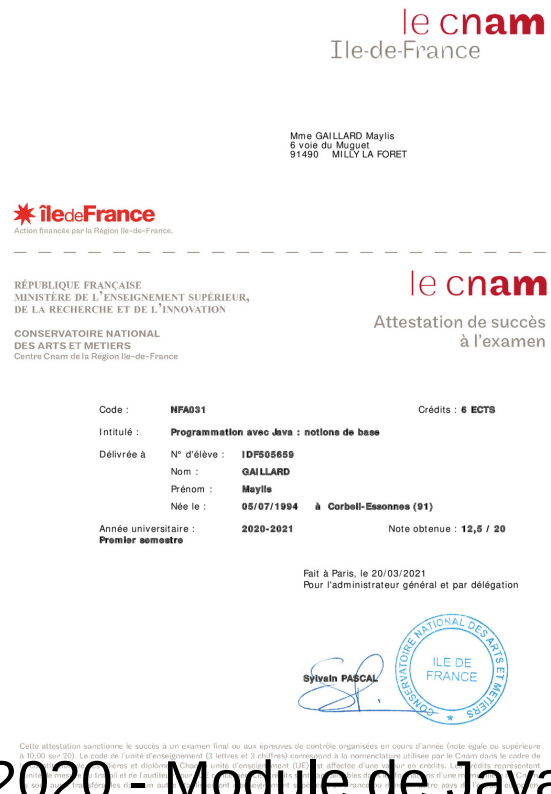 le cnam
Ile-de-France
Mme GAILLARD Maylis
6 voie du Muguet
91490 MILLY LA FORET
îledeFrance
Action financée par la Région Ile-de-France.
RÉPUBLIQUE FRANÇAISE
MINISTÈRE DE L'ENSEIGNEMENT SUPÉRIEUR,
DE LA RECHERCHE ET DE L'INNOVATION
le cnam
CONSERVATOIRE NATIONAL
DES ARTS ET METIERS
Centre Cnam de la Région Ile-de-France
Attestation de succès
à l'examen
Code : NFA031 Crédits : 6 ECTS
Intitulé : Programmation avec Java : notions de base
Délivrée à N° d'élève : IDF505659
Nom : GAILLARD
Prénom : Maylis
Née le : 05/07/1994 à Corbeil-Essonnes (91)
Année universitaire : 2020-2021 Note obtenue : 12,5 / 20
Premier semestre
Fait à Paris, le 20/03/2021
Pour l'administrateur général et par délégation
Sylvain PASCAL
CONSERVATOIRE NATIONAL DES ARTS ET METIERS
ILE DE
FRANCE
Cette attestation sanctionne le succès à un examen final ou aux épreuves de contrôle organisées en cours d'année (note égale ou supérieure
à 10,00 sur 20). Le code de l'unité d'enseignement (3 lettres et 3 chiffres) correspond à la nomenclature utilisée par le Cnam dans le cadre de
2020 - Module de Java